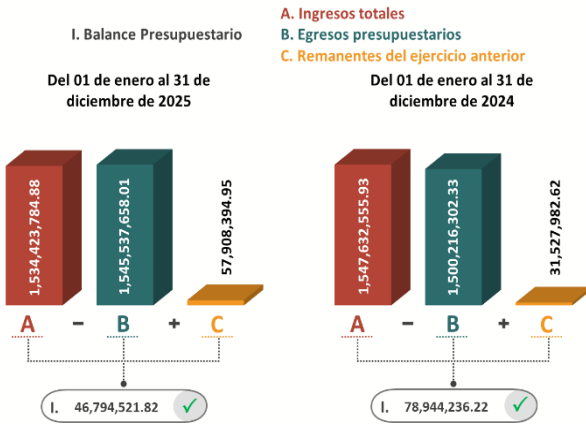 A. Ingresos totales
I. Balance Presupuestario
B. Egresos presupuestarios
C. Remanentes del ejercicio anterior
Del 01 de enero al 31 de
diciembre de 2025
1,534,423,784.88
1,545,537,658.01
57,908,394.95
A – B + C
I. 46,794,521.82 ✓
Del 01 de enero al 31 de
diciembre de 2024
1,547,632,555.93
1,500,216,302.33
31,527,982.62
A – B + C
I. 78,944,236.22 ✓